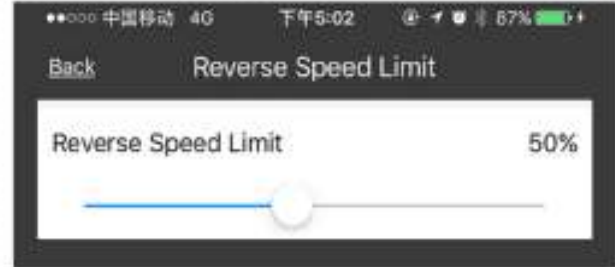 中国移动 4G 下午5:02 87%
Back Reverse Speed Limit
Reverse Speed Limit 50%